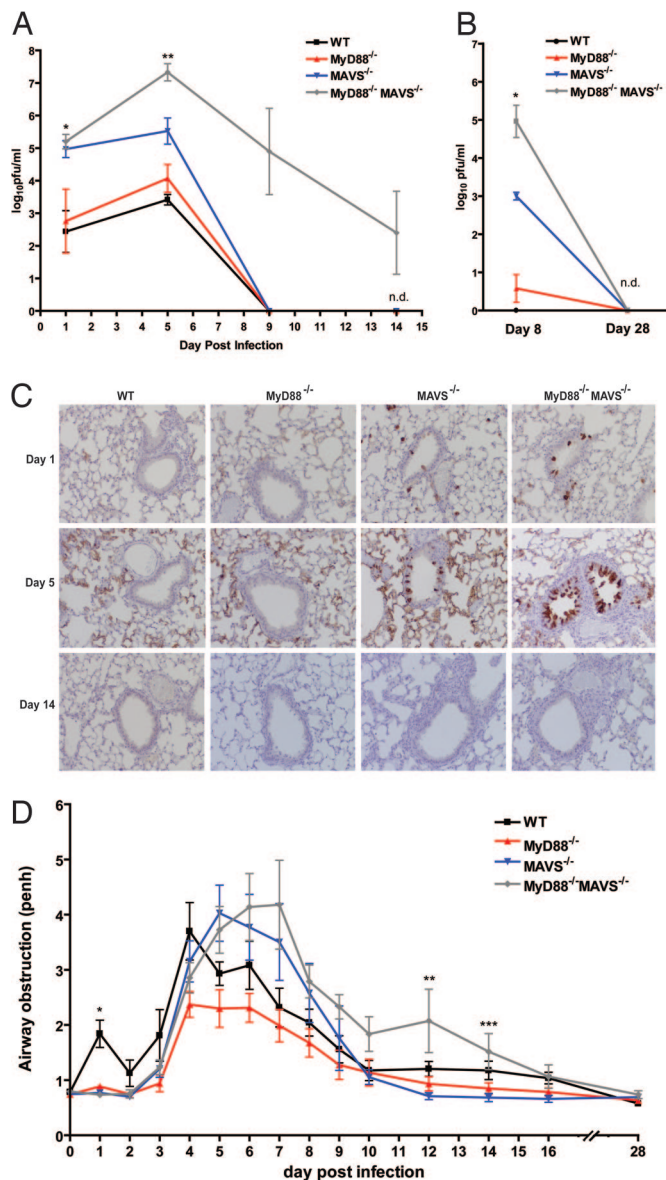 A
WT
MyD88-/-
MAVS-/-
MyD88-/- MAVS-/-
log10pfu/ml
8
7
6
5
4
3
2
1
0
*
**
n.d.
0 1 2 3 4 5 6 7 8 9 10 11 12 13 14 15
Day Post Infection
B
WT
MyD88-/-
MAVS-/-
MyD88-/- MAVS-/-
log10 pfu/ml
7
6
5
4
3
2
1
0
*
n.d.
Day 8 Day 28
C
WT MyD88-/- MAVS-/- MyD88-/- MAVS-/-
Day 1
Day 5
Day 14
D
WT
MyD88-/-
MAVS-/-
MyD88-/-MAVS-/-
Airway obstruction (penh)
6
5
4
3
2
1
0
*
**
***
0 1 2 3 4 5 6 7 8 9 10 11 12 13 14 16 28
day post infection